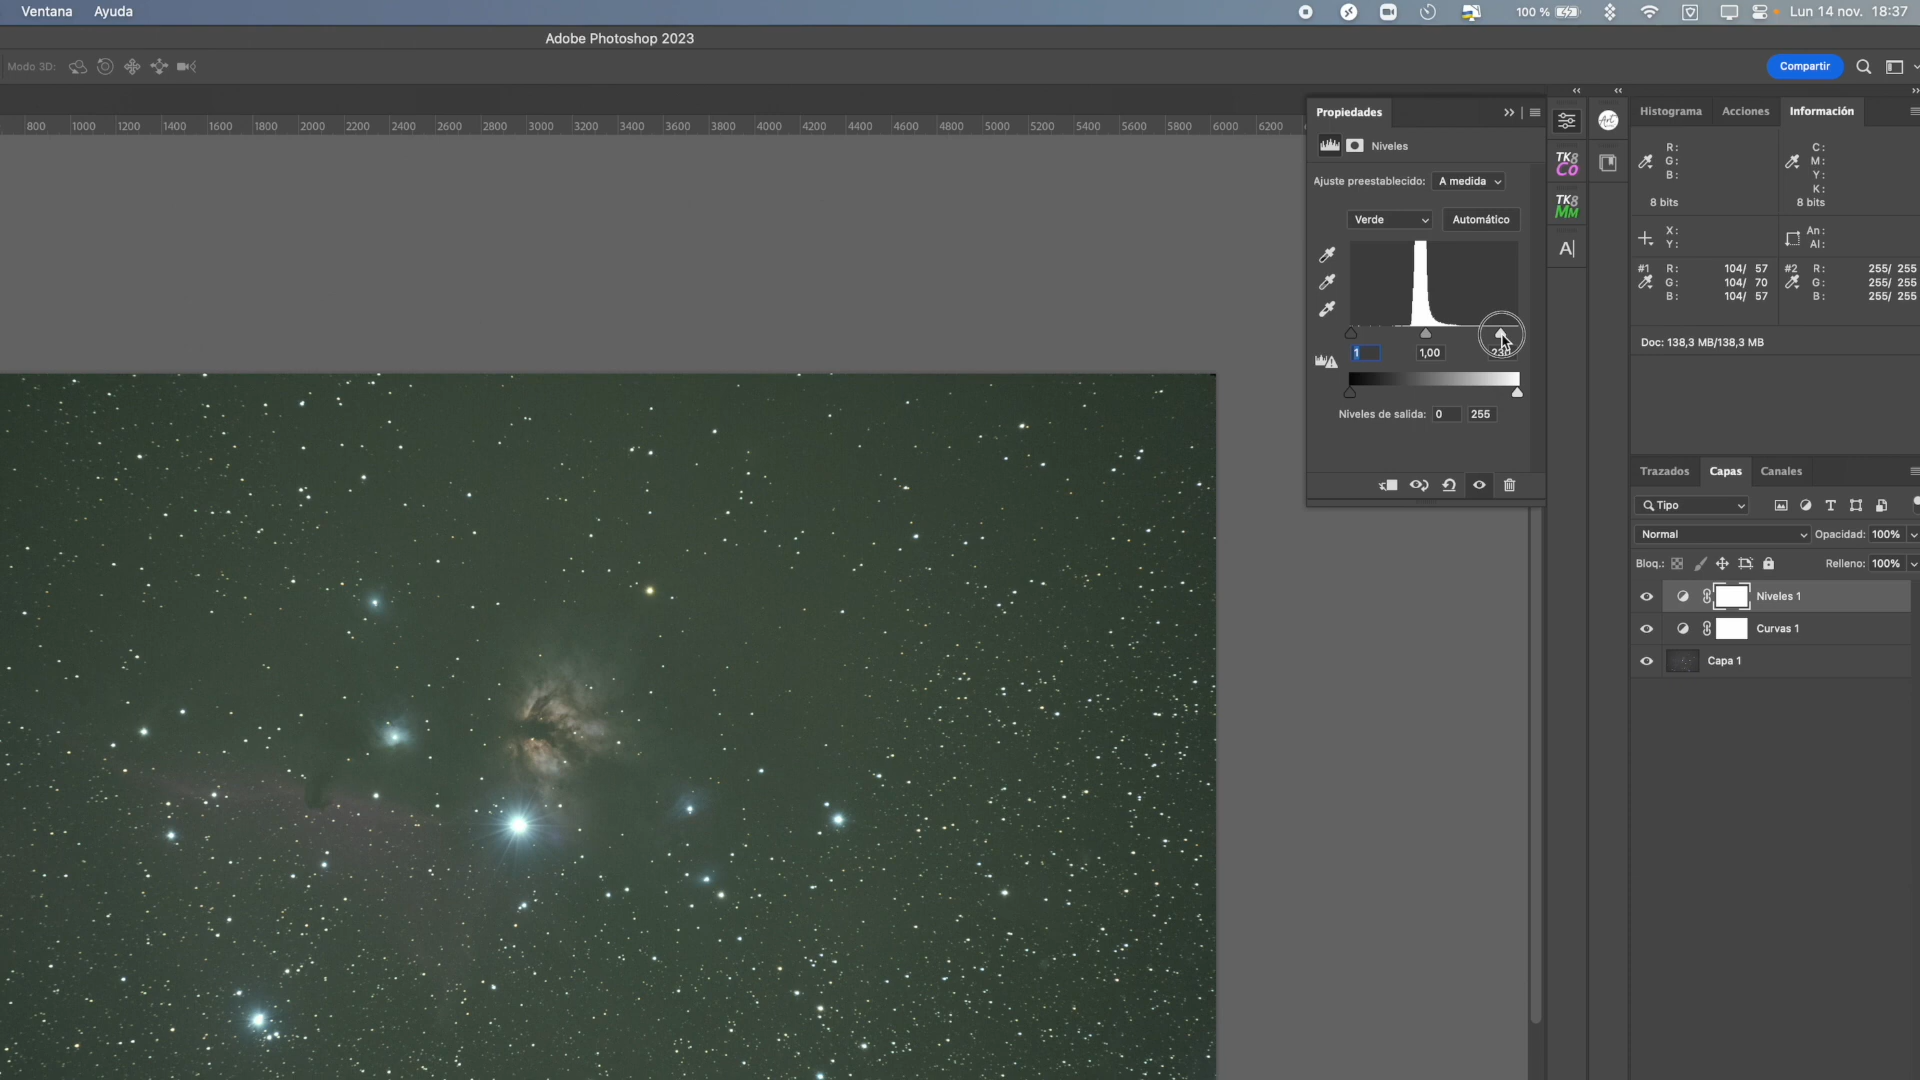 Ventana Ayuda 100 % Lun 14 nov. 18:37
Adobe Photoshop 2023
Modo 3D: Compartir
800 1000 1200 1400 1600 1800 2000 2200 2400 2600 2800 3000 3200 3400 3600 3800 4000 4200 4400 4600 4800 5000 5200 5400 5600 5800 6000 6200
Propiedades
Niveles
Ajuste preestablecido: A medida
Verde Automático
1 1,00 230
Niveles de salida: 0 255
TK8
Co
TK8
MM
A|
Histograma Acciones Información
R: C:
G: M:
B: Y:
K:
8 bits 8 bits
X: An:
Y: Al:
#1 R: 104/ 57 #2 R: 255/ 255
G: 104/ 70 G: 255/ 255
B: 104/ 57 B: 255/ 255
Doc: 138,3 MB/138,3 MB
Trazados Capas Canales
Tipo
Normal Opacidad: 100%
Bloq.: Relleno: 100%
Niveles 1
Curvas 1
Capa 1